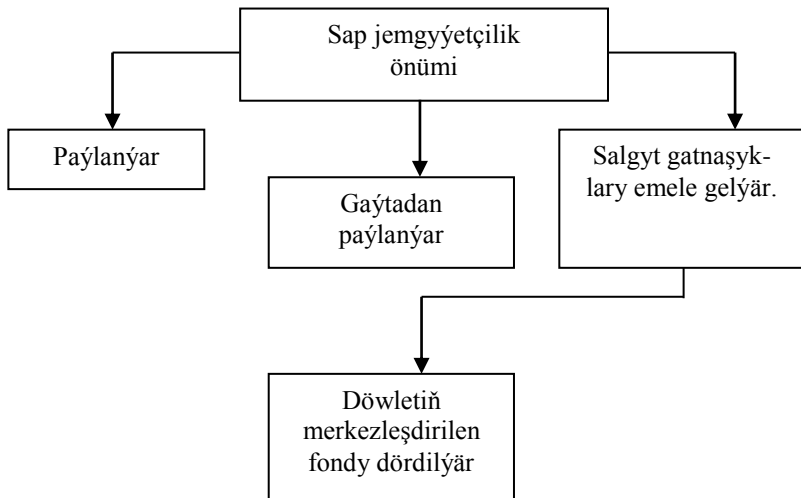 Sap jemgyýetçilik
önümi
Paýlanýar
Gaýtadan
paýlanýar
Salgyt gatnaşyk-
lary emele gelýär.
Döwletiň
merkezleşdirilen
fondy dördilýär